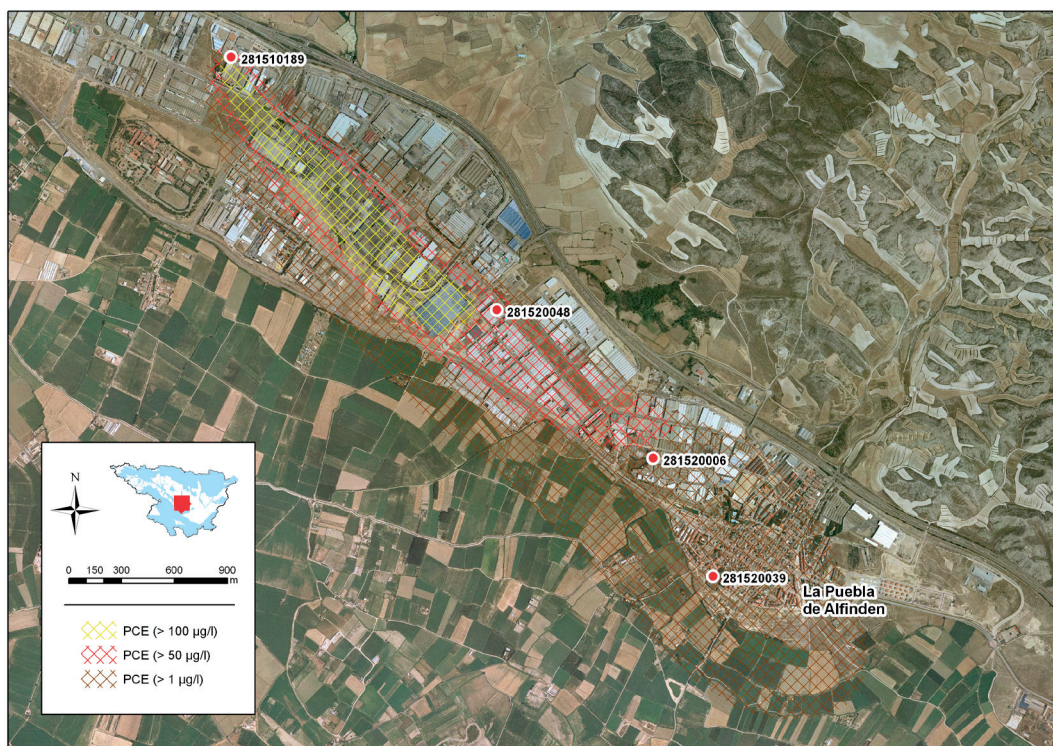 281510189
281520048
281520006
281520039
La Puebla
de Alfinden
N
0 150 300 600 900
m
PCE (> 100 µg/l)
PCE (> 50 µg/l)
PCE (> 1 µg/l)